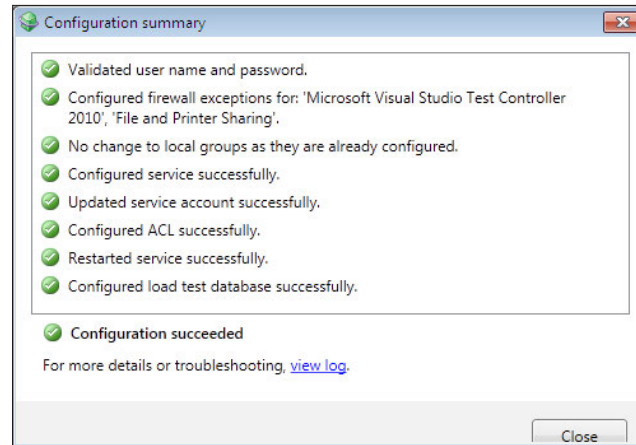 Configuration summary
Validated user name and password.
Configured firewall exceptions for: 'Microsoft Visual Studio Test Controller
2010', 'File and Printer Sharing'.
No change to local groups as they are already configured.
Configured service successfully.
Updated service account successfully.
Configured ACL successfully.
Restarted service successfully.
Configured load test database successfully.
Configuration succeeded
For more details or troubleshooting, view log.
Close